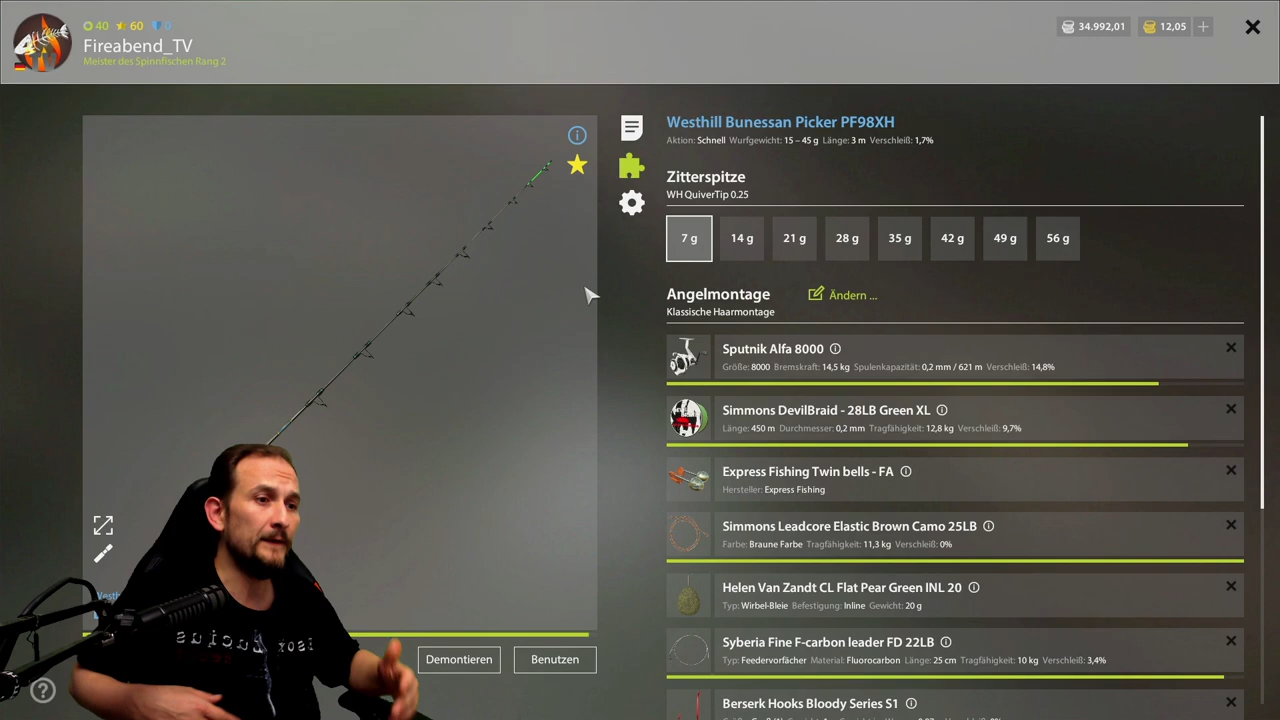 40 60 0
Fireabend_TV
Meister des Spinnfischen Rang 2
34.992,01
12,05
Westhill Bunessan Picker PF98XH
Aktion: Schnell Wurfgewicht: 15 – 45 g Länge: 3 m Verschleiß: 1,7%
Zitterspitze
WH QuiverTip 0.25
7 g
14 g
21 g
28 g
35 g
42 g
49 g
56 g
Angelmontage
Ändern ...
Klassische Haarmontage
Sputnik Alfa 8000
Größe: 8000 Bremskraft: 14,5 kg Spulenkapazität: 0,2 mm / 621 m Verschleiß: 14,8%
Simmons DevilBraid - 28LB Green XL
Länge: 450 m Durchmesser: 0,2 mm Tragfähigkeit: 12,8 kg Verschleiß: 9,7%
Express Fishing Twin bells - FA
Hersteller: Express Fishing
Simmons Leadcore Elastic Brown Camo 25LB
Farbe: Braune Farbe Tragfähigkeit: 11,3 kg Verschleiß: 0%
Helen Van Zandt CL Flat Pear Green INL 20
Typ: Wirbel-Bleie Befestigung: Inline Gewicht: 20 g
Syberia Fine F-carbon leader FD 22LB
Typ: Feedervorfächer Material: Fluorocarbon Länge: 25 cm Tragfähigkeit: 10 kg Verschleiß: 3,4%
Berserk Hooks Bloody Series S1
Demontieren
Benutzen